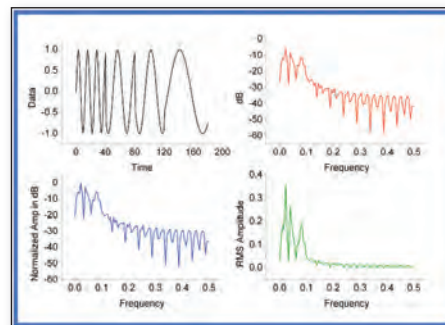 1.0
0.5
0.0
-0.5
-1.0
Data
0 40 80 120 160 200
Time
0
-10
-20
-30
-40
-50
-60
dB
0.0 0.1 0.2 0.3 0.4 0.5
Frequency
0
-10
-20
-30
-40
-50
-60
Normalized Amp in dB
0.0 0.1 0.2 0.3 0.4 0.5
Frequency
0.4
0.3
0.2
0.1
0.0
RMS Amplitude
0.0 0.1 0.2 0.3 0.4 0.5
Frequency